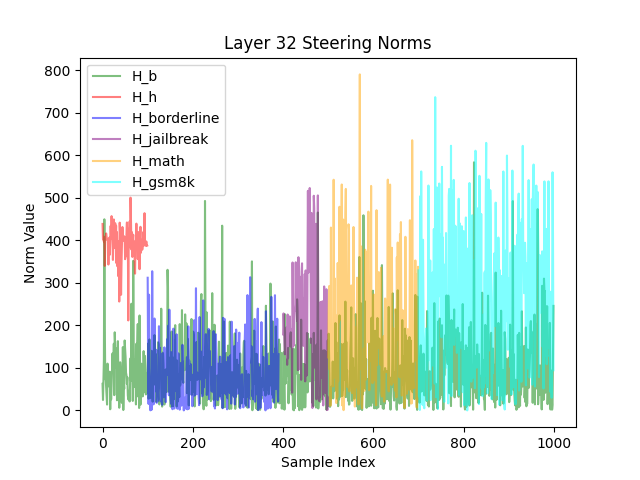 Layer 32 Steering Norms
H_b
H_h
H_borderline
H_jailbreak
H_math
H_gsm8k
Norm Value
800
700
600
500
400
300
200
100
0
0 200 400 600 800 1000
Sample Index